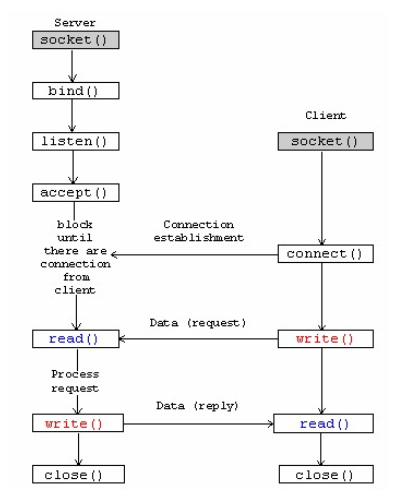 Server
socket()
bind()
Client
listen()
socket()
accept()
block
until
there are
connection
from
client
Connection
establishment
connect()
Data (request)
read()
write()
Process
request
Data (reply)
write()
read()
close()
close()